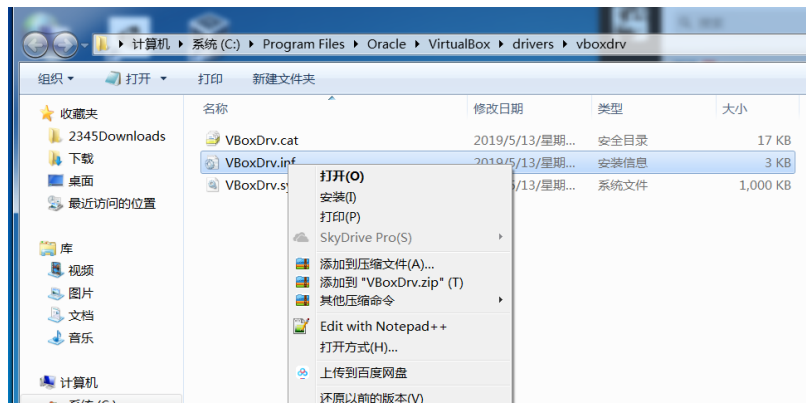 计算机 系统 (C:) Program Files Oracle VirtualBox drivers vboxdrv
组织 打开 打印 新建文件夹
收藏夹
2345Downloads
下载
桌面
最近访问的位置
库
视频
图片
文档
音乐
计算机
名称 修改日期 类型 大小
VBoxDrv.cat 2019/5/13/星期... 安全目录 17 KB
VBoxDrv.inf 2019/5/13/星期... 安装信息 3 KB
VBoxDrv.sy 5/13/星期... 系统文件 1,000 KB
打开(O)
安装(I)
打印(P)
SkyDrive Pro(S)
添加到压缩文件(A)...
添加到 "VBoxDrv.zip" (T)
其他压缩命令
Edit with Notepad++
打开方式(H)...
上传到百度网盘
还原以前的版本(V)